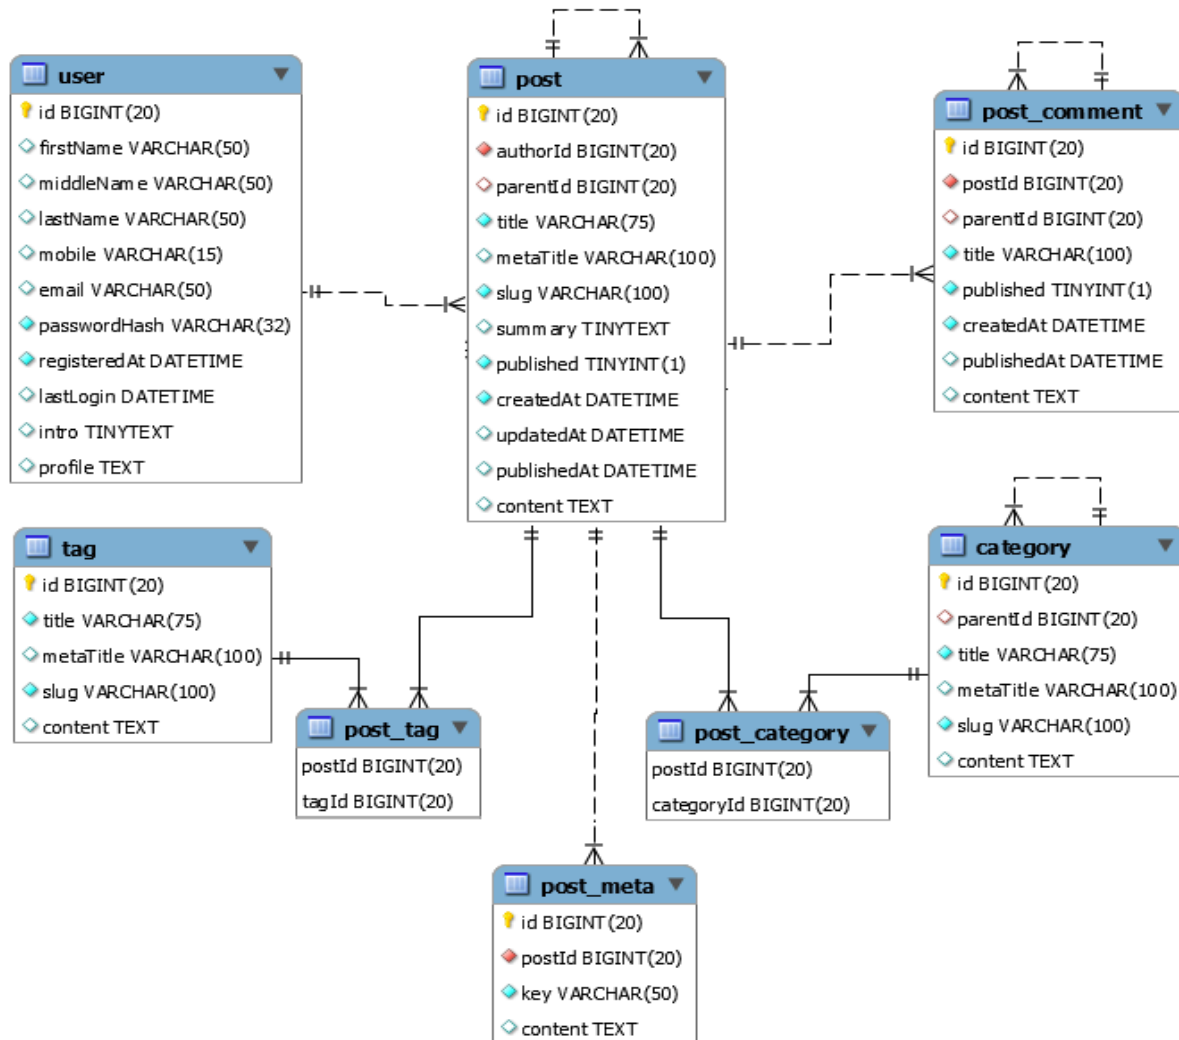 user
id BIGINT(20)
firstName VARCHAR(50)
middleName VARCHAR(50)
lastName VARCHAR(50)
mobile VARCHAR(15)
email VARCHAR(50)
passwordHash VARCHAR(32)
registeredAt DATETIME
lastLogin DATETIME
intro TINYTEXT
profile TEXT
post
id BIGINT(20)
authorId BIGINT(20)
parentId BIGINT(20)
title VARCHAR(75)
metaTitle VARCHAR(100)
slug VARCHAR(100)
summary TINYTEXT
published TINYINT(1)
createdAt DATETIME
updatedAt DATETIME
publishedAt DATETIME
content TEXT
post_comment
id BIGINT(20)
postId BIGINT(20)
parentId BIGINT(20)
title VARCHAR(100)
published TINYINT(1)
createdAt DATETIME
publishedAt DATETIME
content TEXT
tag
id BIGINT(20)
title VARCHAR(75)
metaTitle VARCHAR(100)
slug VARCHAR(100)
content TEXT
category
id BIGINT(20)
parentId BIGINT(20)
title VARCHAR(75)
metaTitle VARCHAR(100)
slug VARCHAR(100)
content TEXT
post_tag
postId BIGINT(20)
tagId BIGINT(20)
post_category
postId BIGINT(20)
categoryId BIGINT(20)
post_meta
id BIGINT(20)
postId BIGINT(20)
key VARCHAR(50)
content TEXT